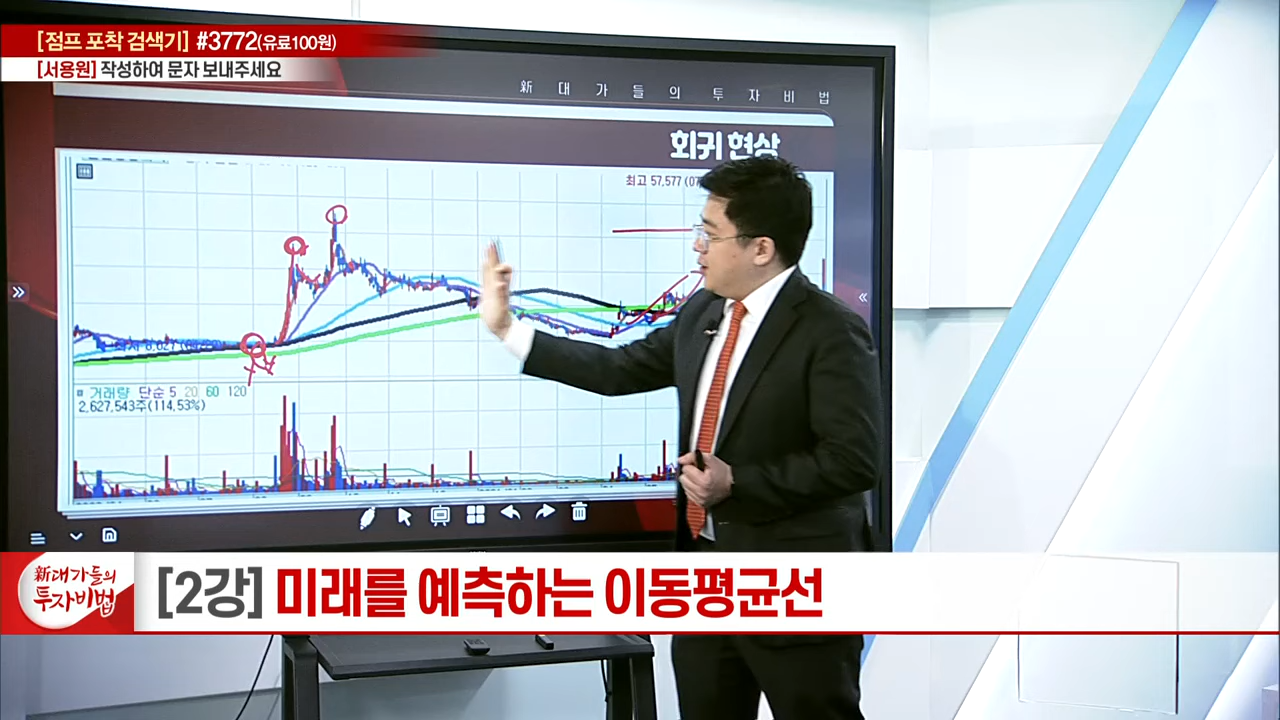 [점프 포착 검색기] #3772(유료100원)
[서용원] 작성하여 문자 보내주세요
新 대 가 들 의 투 자 비 법
회귀 현상
최고 57,577 (07
거래량 단순 5 20 60 120
2,627,543주(114,53%)
新대가들의
투자비법
[2강] 미래를 예측하는 이동평균선